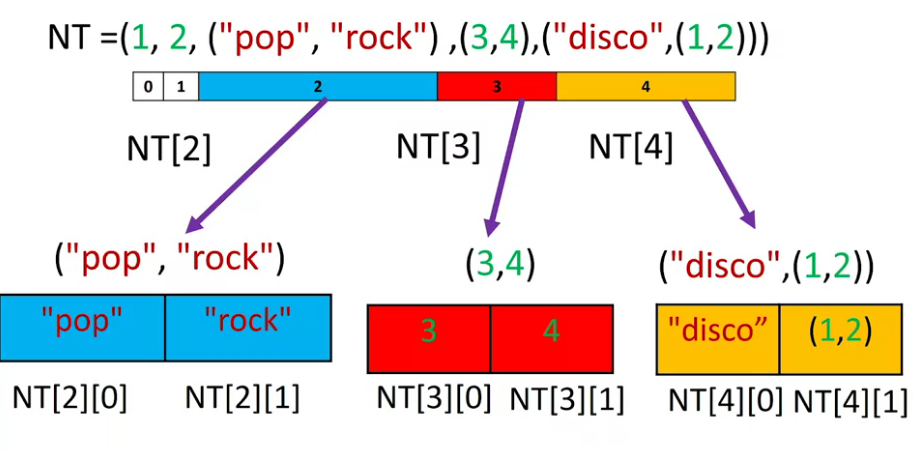 NT =(1, 2, ("pop", "rock") ,(3,4),("disco",(1,2)))
0 1 2 3 4
NT[2] NT[3] NT[4]
("pop", "rock") (3,4) ("disco",(1,2))
"pop" "rock" 3 4 "disco” (1,2)
NT[2][0] NT[2][1] NT[3][0] NT[3][1] NT[4][0] NT[4][1]